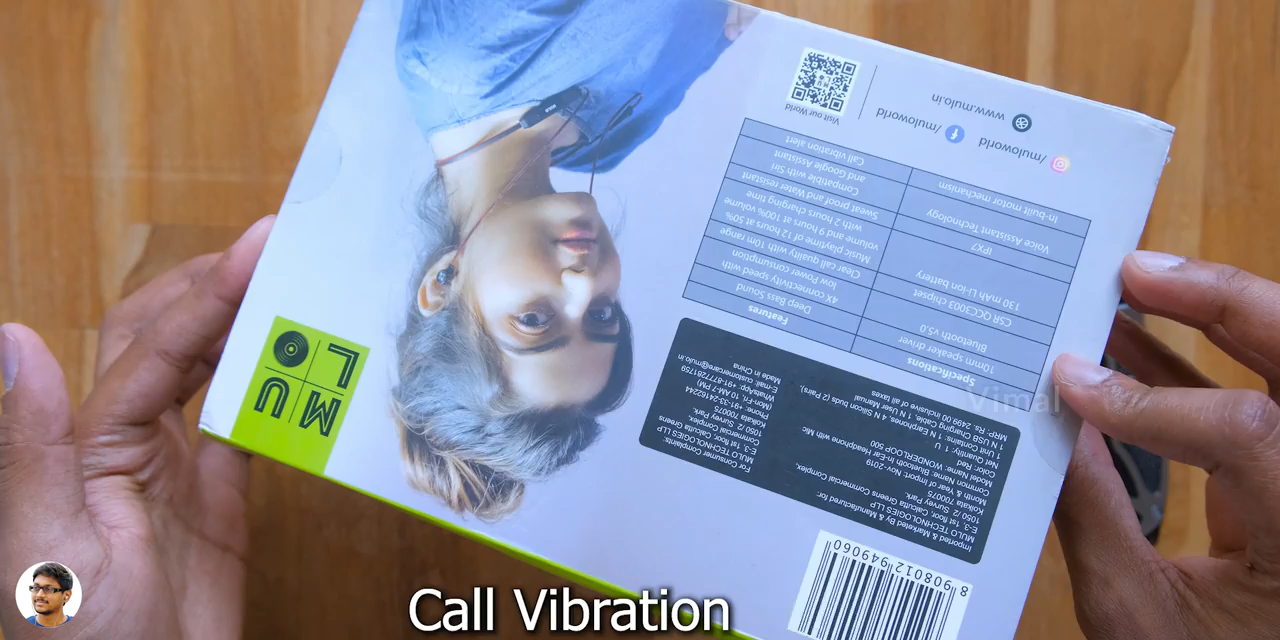 MU
LO
Imported & Marketed By & Manufactured for:
MULO TECHNOLOGIES LLP
E-3, 1st floor, Calcutta Greens Commercial Complex,
1050 /2, Survey Park,
Kolkata 700075
Month & Year of Import: Nov-2019
Common Name: Bluetooth In-Ear Headphone with Mic
Model Name: WONDERLOOP 500
Color: Red
Net Quantity: 1 U
1 Unit Contains: 1 N Earphones, 4 N Silicon buds (2 Pairs),
1 N USB Charging Cable, 1 N User Manual
MRP: Rs. 2499.00 inclusive of all taxes
For Consumer Complaints:
MULO TECHNOLOGIES LLP
E-3, 1st floor, Calcutta Greens
Commercial Complex,
1050 /2, Survey Park,
Kolkata 700075
Phone: +91-33-24162244
(Mon-Fri, 10 AM-7 PM)
WhatsApp: +91-8777281759
E-mail: customercare@mulo.in
Made in China
Specifications
Features
10mm speaker driver
Deep Bass Sound
Bluetooth v5.0
4X connectivity speed with
low Power consumption
CSR QCC3003 chipset
Clear call quality with 10m range
130 mAh Li-ion battery
Music playtime of 12 hours at 50%
volume and 9 hours at 100% volume
with 2 hours charging time
IPX7
Sweat proof and Water resistant
Voice Assistant Technology
Compatible with Siri
and Google Assistant
In-built motor mechanism
Call vibration alert
/muloworld
/muloworld
www.mulo.in
Visit our World
8 908012 949060
Vimal
Call Vibration